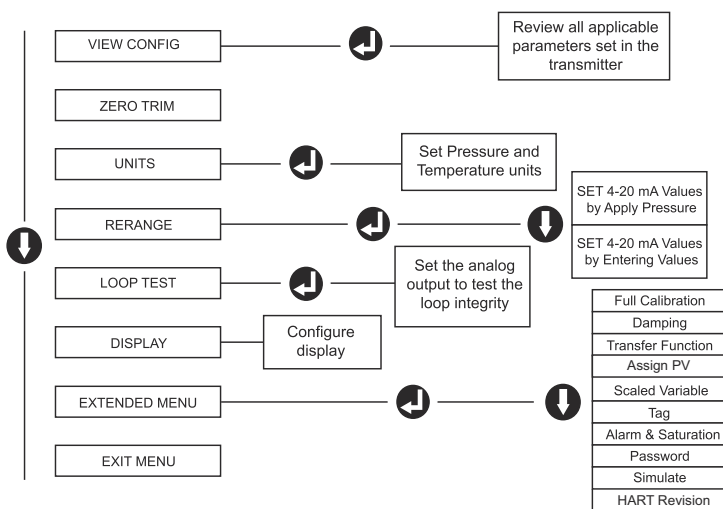 VIEW CONFIG
Review all applicable
parameters set in the
transmitter
ZERO TRIM
UNITS
Set Pressure and
Temperature units
RERANGE
SET 4-20 mA Values
by Apply Pressure
SET 4-20 mA Values
by Entering Values
LOOP TEST
Set the analog
output to test the
loop integrity
DISPLAY
Configure
display
EXTENDED MENU
Full Calibration
Damping
Transfer Function
Assign PV
Scaled Variable
Tag
Alarm & Saturation
Password
Simulate
HART Revision
EXIT MENU